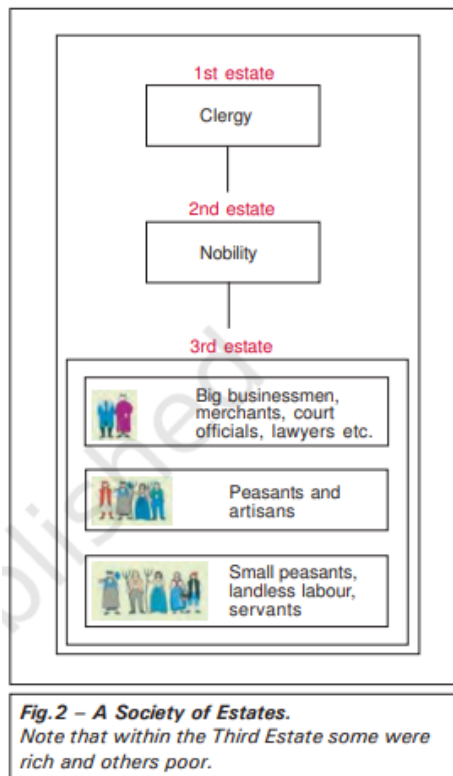 1st estate
Clergy
2nd estate
Nobility
3rd estate
Big businessmen,
merchants, court
officials, lawyers etc.
Peasants and
artisans
Small peasants,
landless labour,
servants
blished
Fig.2 – A Society of Estates.
Note that within the Third Estate some were
rich and others poor.